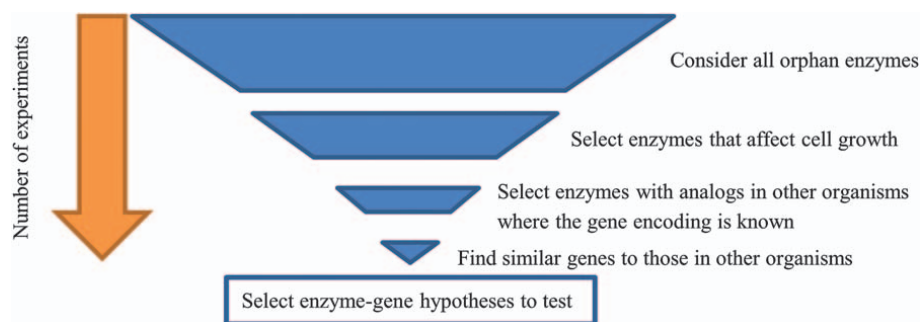 Number of experiments
Consider all orphan enzymes
Select enzymes that affect cell growth
Select enzymes with analogs in other organisms
where the gene encoding is known
Find similar genes to those in other organisms
Select enzyme-gene hypotheses to test